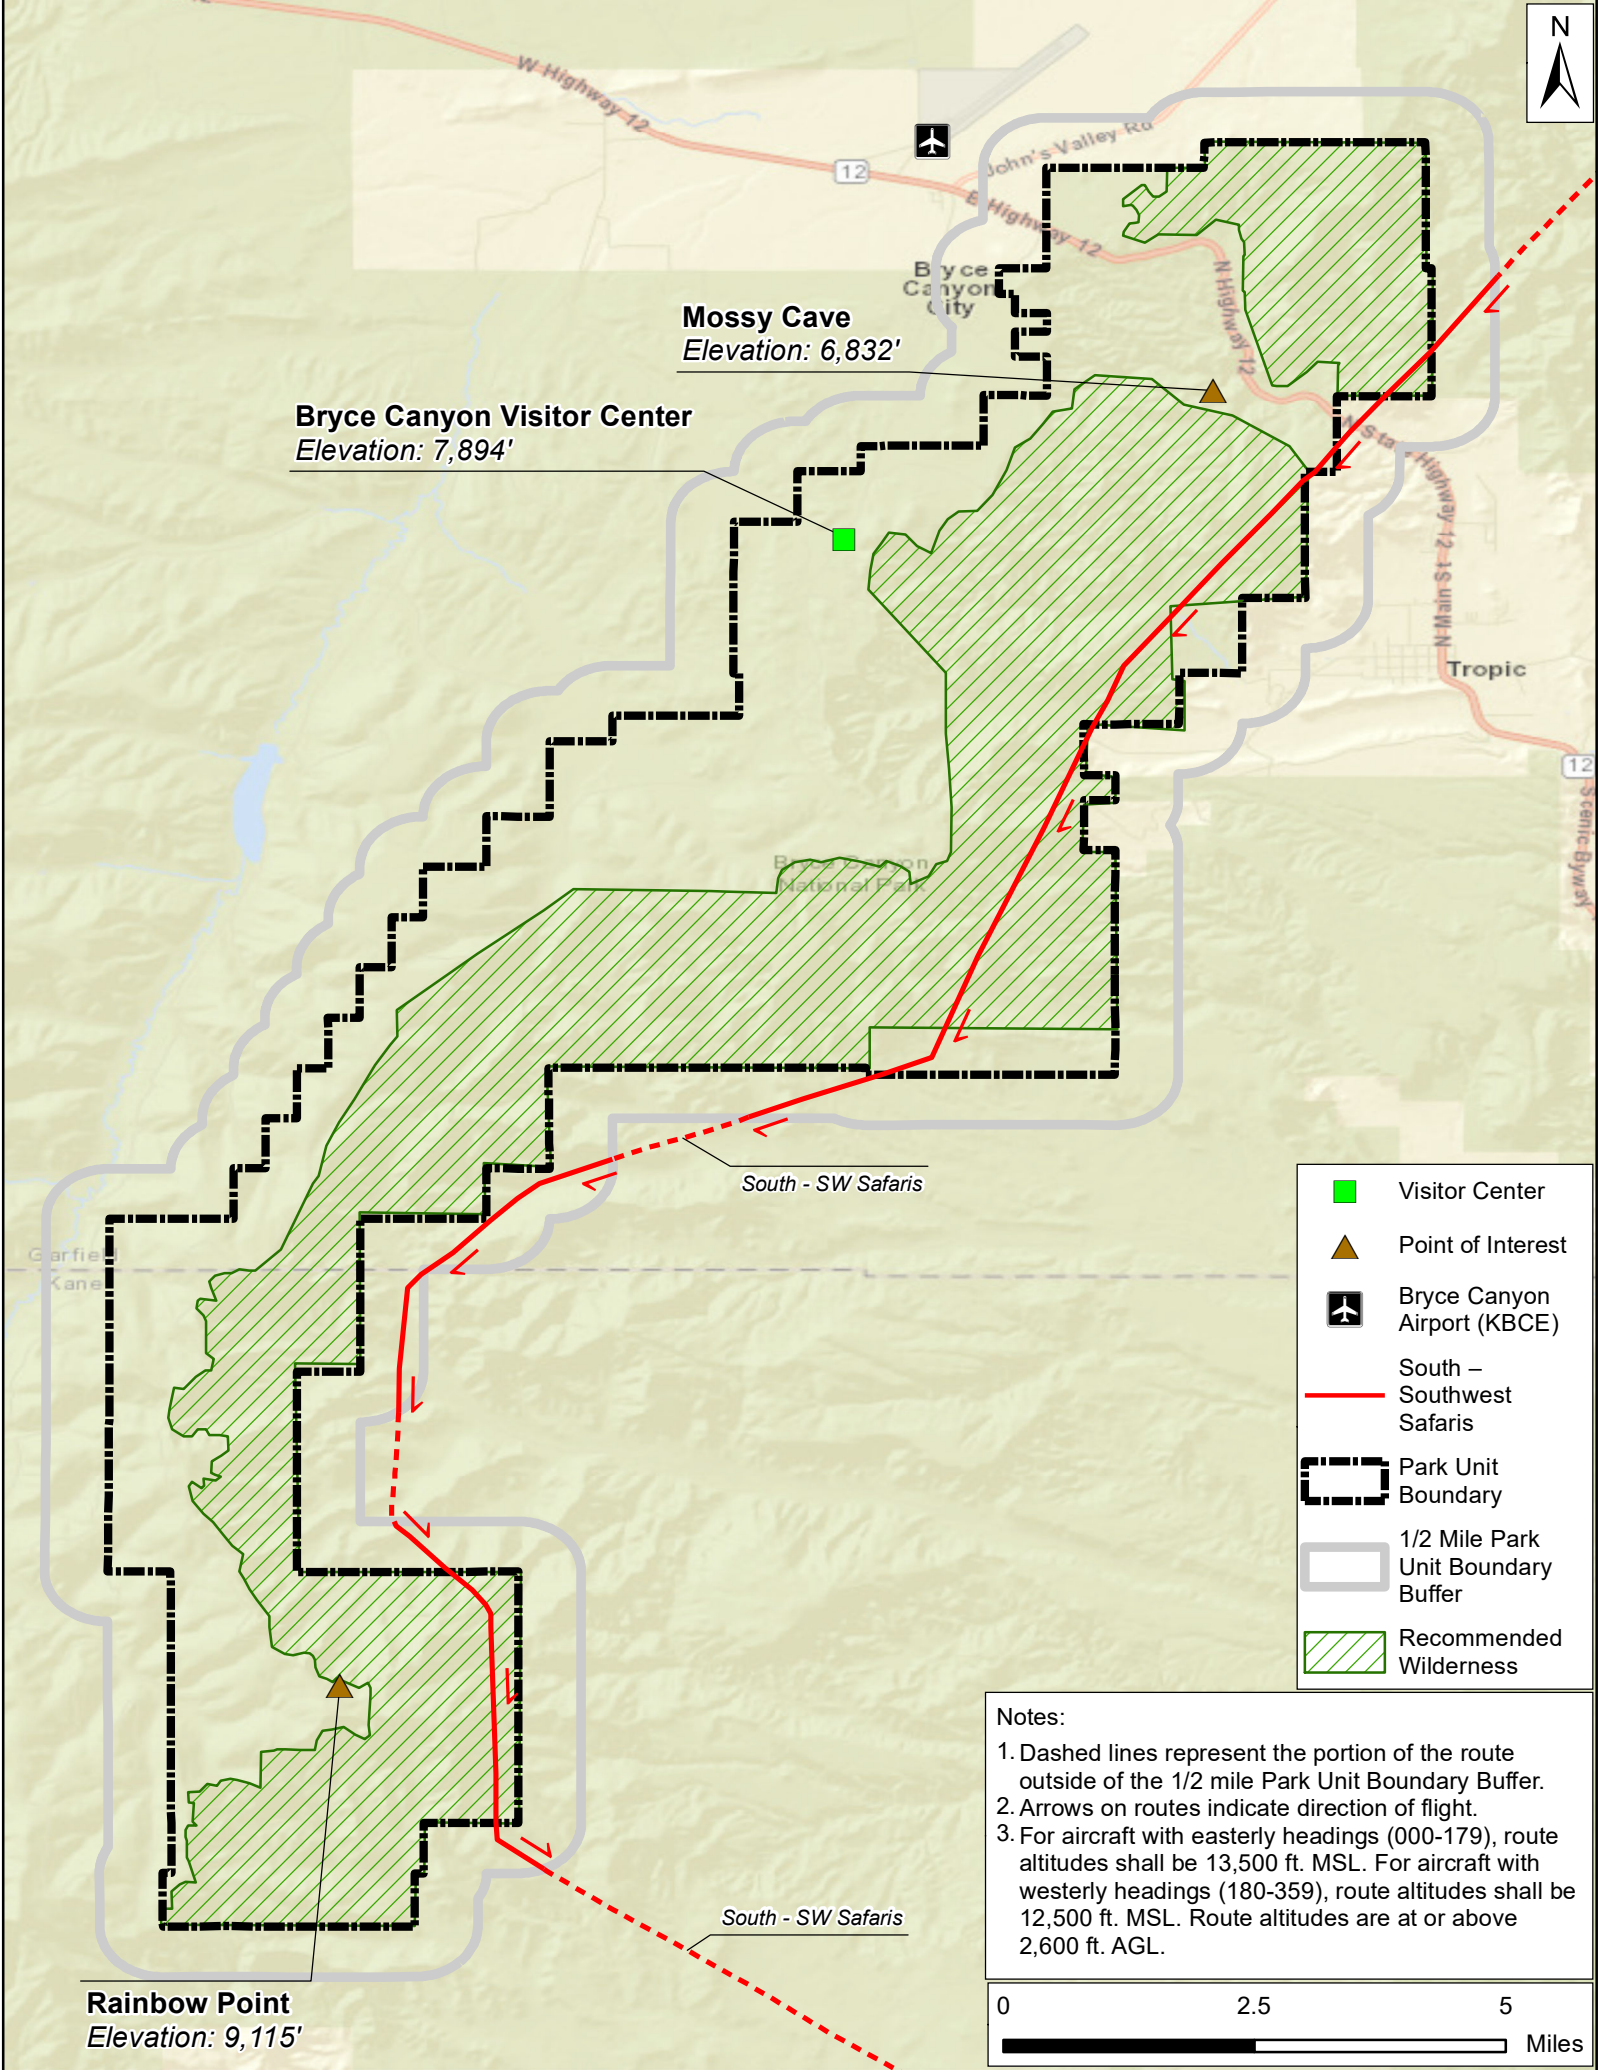 N
W Highway 12
12
John's Valley Rd
E Highway 12
Bryce
Canyon
City
N Highway 12
Mossy Cave
Elevation: 6,832'
Bryce Canyon Visitor Center
Elevation: 7,894'
N State Highway 12
N Main St
Tropic
12
Scenic Byway
Bryce Canyon
National Park
South - SW Safaris
Garfield
Kane
Visitor Center
Point of Interest
Bryce Canyon
Airport (KBCE)
South –
Southwest
Safaris
Park Unit
Boundary
1/2 Mile Park
Unit Boundary
Buffer
Recommended
Wilderness
Notes:
1. Dashed lines represent the portion of the route
outside of the 1/2 mile Park Unit Boundary Buffer.
2. Arrows on routes indicate direction of flight.
3. For aircraft with easterly headings (000-179), route
altitudes shall be 13,500 ft. MSL. For aircraft with
westerly headings (180-359), route altitudes shall be
12,500 ft. MSL. Route altitudes are at or above
2,600 ft. AGL.
South - SW Safaris
Rainbow Point
Elevation: 9,115'
0 2.5 5
Miles